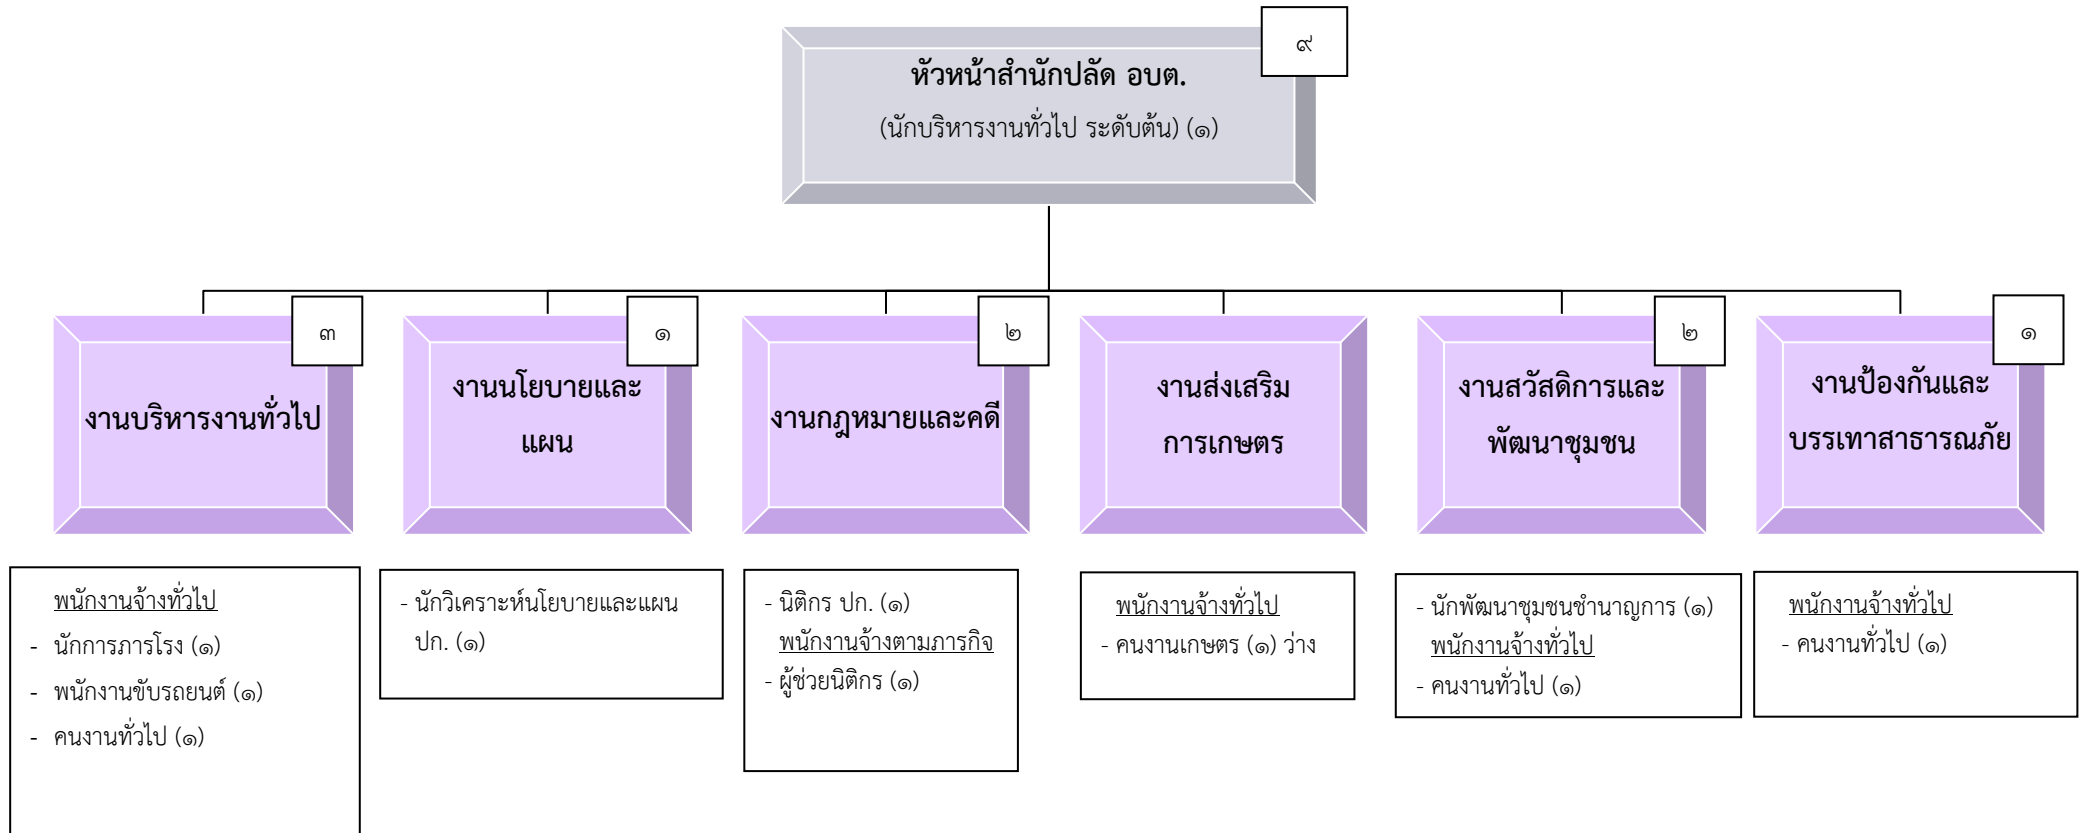 ๙
หัวหน้าสำนักปลัด อบต.
(นักบริหารงานทั่วไป ระดับต้น) (๑)
๓
งานบริหารงานทั่วไป
๑
งานนโยบายและ
แผน
๒
งานกฎหมายและคดี
งานส่งเสริม
การเกษตร
๒
งานสวัสดิการและ
พัฒนาชุมชน
๑
งานป้องกันและ
บรรเทาสาธารณภัย
พนักงานจ้างทั่วไป
- นักการภารโรง (๑)
- พนักงานขับรถยนต์ (๑)
- คนงานทั่วไป (๑)
- นักวิเคราะห์นโยบายและแผน
ปก. (๑)
- นิติกร ปก. (๑)
พนักงานจ้างตามภารกิจ
- ผู้ช่วยนิติกร (๑)
พนักงานจ้างทั่วไป
- คนงานเกษตร (๑) ว่าง
- นักพัฒนาชุมชนชำนาญการ (๑)
พนักงานจ้างทั่วไป
- คนงานทั่วไป (๑)
พนักงานจ้างทั่วไป
- คนงานทั่วไป (๑)